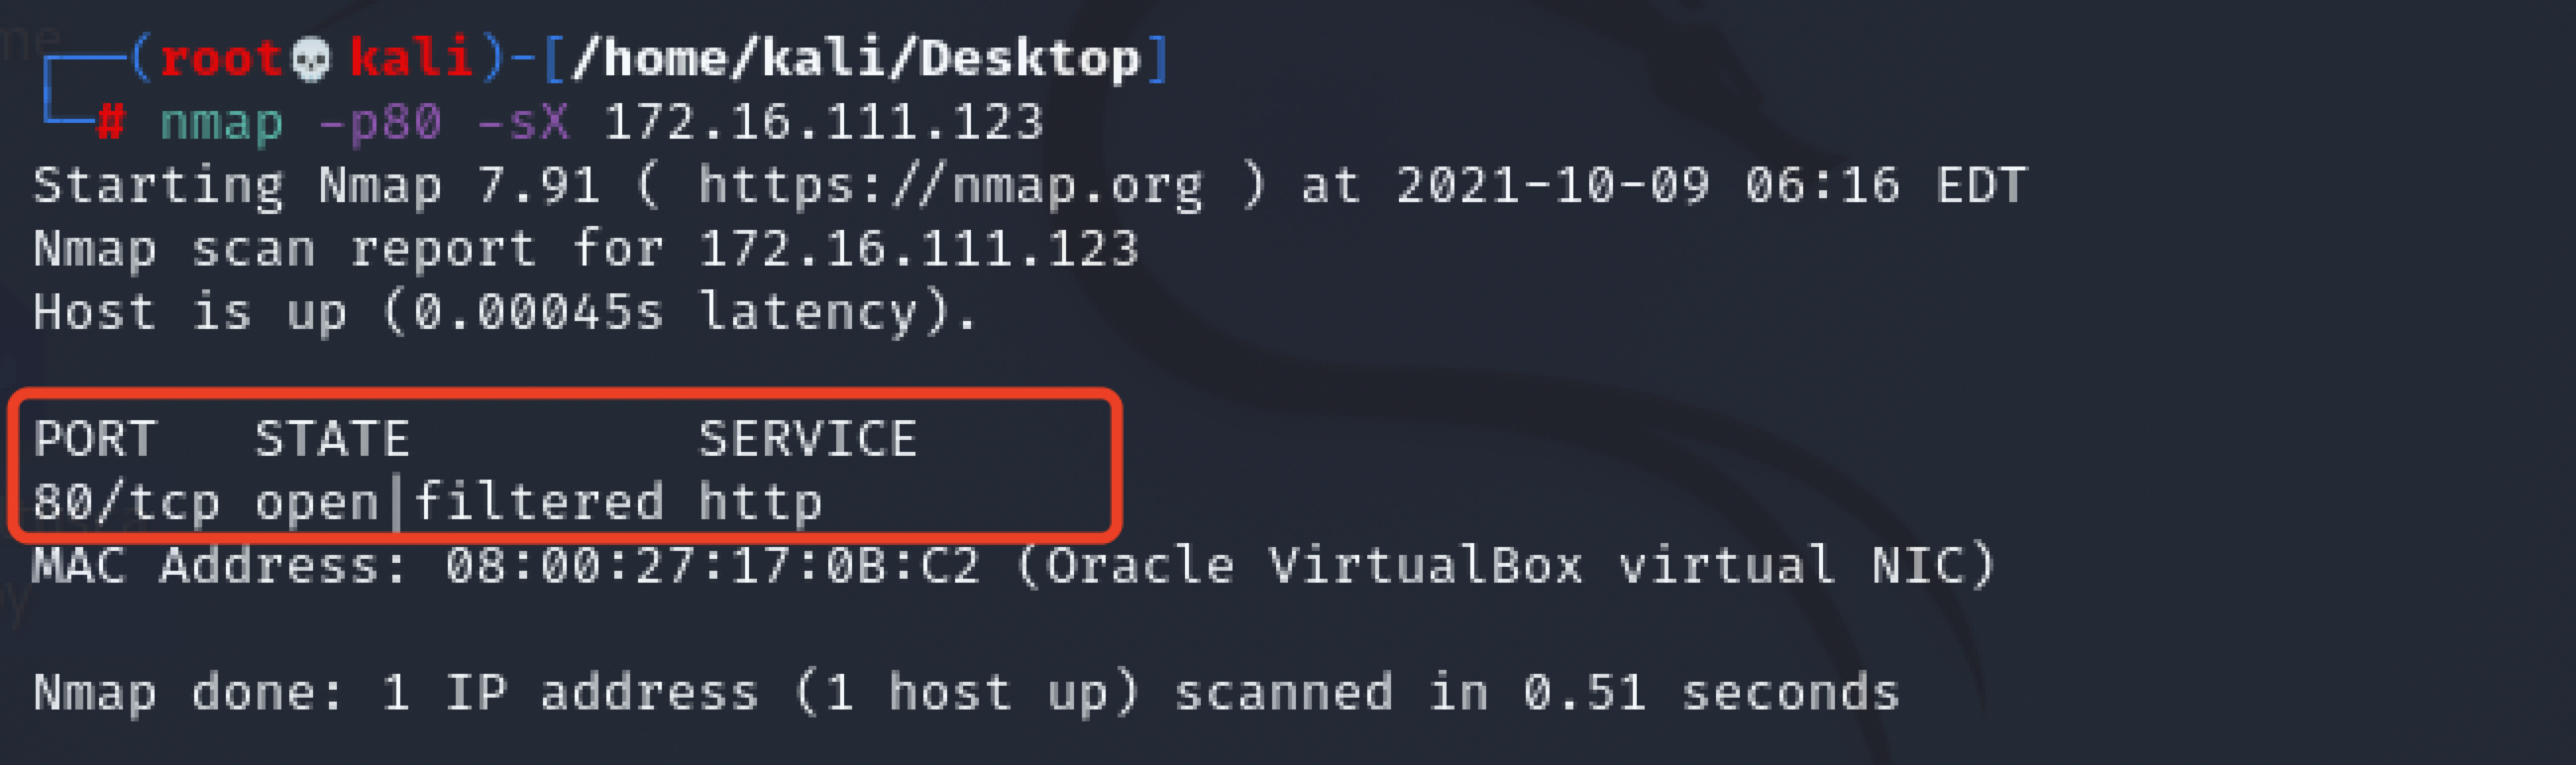 ┌──(root💀kali)-[/home/kali/Desktop]
└─# nmap -p80 -sX 172.16.111.123
Starting Nmap 7.91 ( https://nmap.org ) at 2021-10-09 06:16 EDT
Nmap scan report for 172.16.111.123
Host is up (0.00045s latency).
PORT   STATE         SERVICE
80/tcp open|filtered http
MAC Address: 08:00:27:17:0B:C2 (Oracle VirtualBox virtual NIC)
Nmap done: 1 IP address (1 host up) scanned in 0.51 seconds